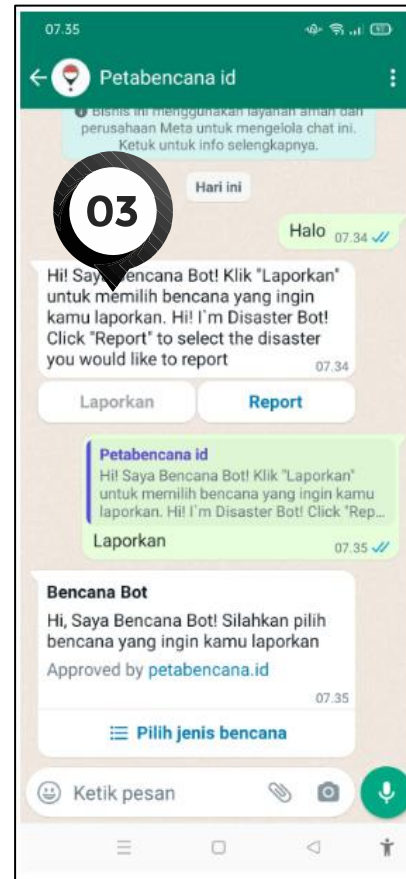 07.35
Petabencana id
Bisnis ini menggunakan layanan aman dari
perusahaan Meta untuk mengelola chat ini.
Ketuk untuk info selengkapnya.
Hari ini
03
Halo 07.34
Hi! Saya Bencana Bot! Klik "Laporkan"
untuk memilih bencana yang ingin
kamu laporkan. Hi! I`m Disaster Bot!
Click "Report" to select the disaster
you would like to report 07.34
Laporkan Report
Petabencana id
Hi! Saya Bencana Bot! Klik "Laporkan"
untuk memilih bencana yang ingin kamu
laporkan. Hi! I`m Disaster Bot! Click "Rep...
Laporkan 07.35
Bencana Bot
Hi, Saya Bencana Bot! Silahkan pilih
bencana yang ingin kamu laporkan
Approved by petabencana.id
07.35
Pilih jenis bencana
Ketik pesan